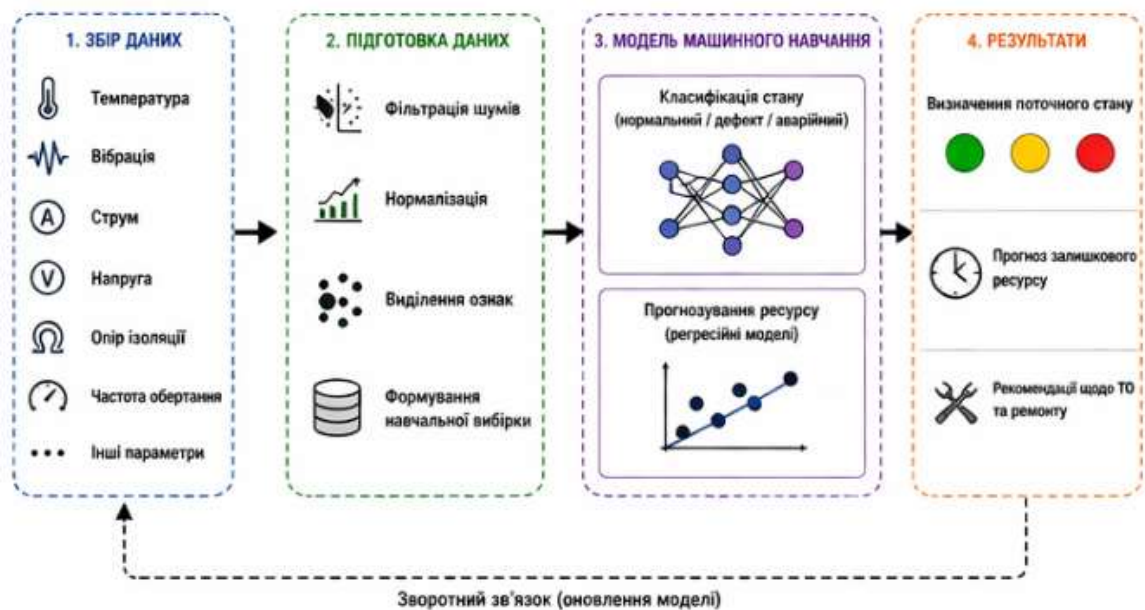 1. ЗБІР ДАНИХ
Температура
Вібрація
A
Струм
V
Напруга
Ω
Опір ізоляції
Частота обертання
Інші параметри
2. ПІДГОТОВКА ДАНИХ
Фільтрація шумів
Нормалізація
Виділення ознак
Формування
навчальної вибірки
3. МОДЕЛЬ МАШИННОГО НАВЧАННЯ
Класифікація стану
(нормальний / дефект / аварійний)
Прогнозування ресурсу
(регресійні моделі)
4. РЕЗУЛЬТАТИ
Визначення поточного стану
Прогноз залишкового
ресурсу
Рекомендації щодо ТО
та ремонту
Зворотний зв'язок (оновлення моделі)